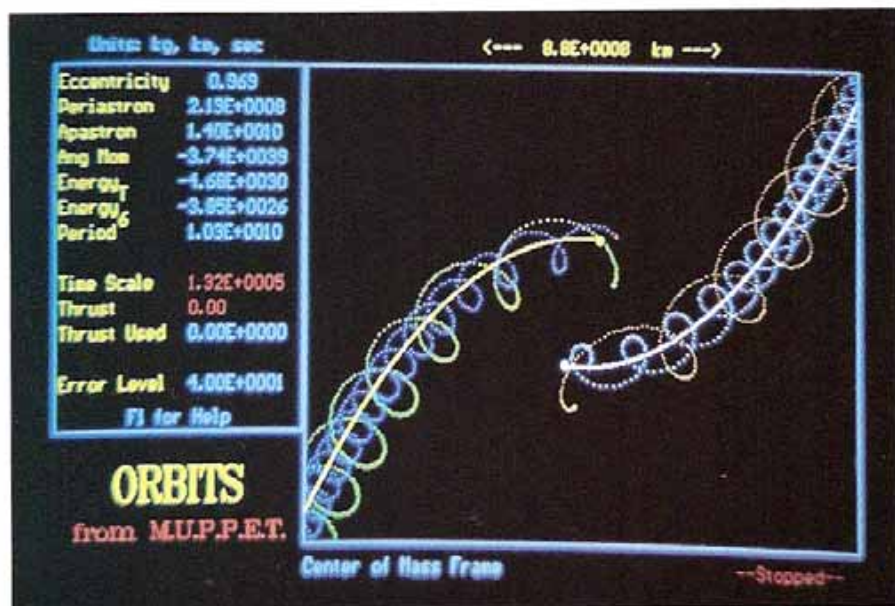 Units: kg, km, sec
<--- 8.8E+0008 km --->
Eccentricity 0.969
Periastron 2.19E+0008
Apastron 1.40E+0010
Ang Mom -3.74E+0039
Energy T -4.68E+0030
Energy 6 -3.85E+0026
Period 1.03E+0010
Time Scale 1.32E+0005
Thrust 0.00
Thrust Used 0.00E+0000
Error Level 4.00E+0001
F1 for Help
ORBITS
from M.U.P.P.E.T.
Center of Mass Frame
--Stopped--